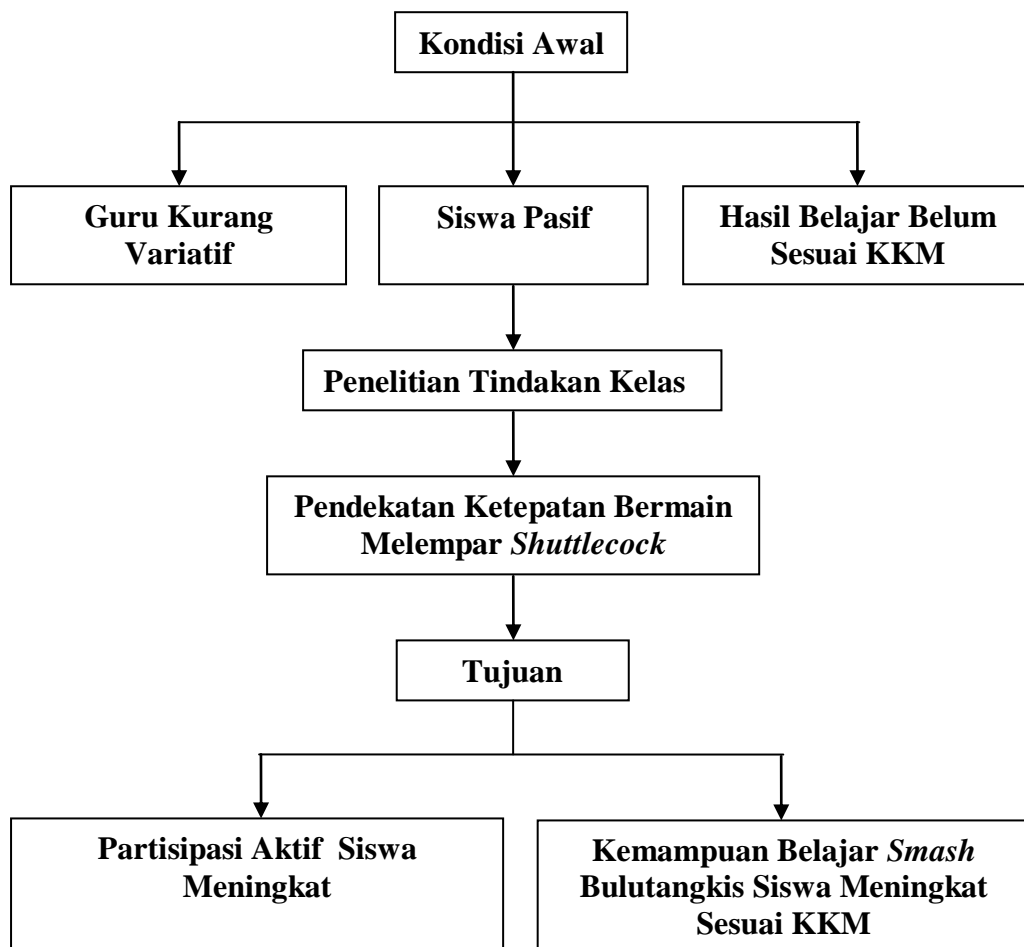 Kondisi Awal
Guru Kurang
Variatif
Siswa Pasif
Hasil Belajar Belum
Sesuai KKM
Penelitian Tindakan Kelas
Pendekatan Ketepatan Bermain
Melempar Shuttlecock
Tujuan
Partisipasi Aktif Siswa
Meningkat
Kemampuan Belajar Smash
Bulutangkis Siswa Meningkat
Sesuai KKM